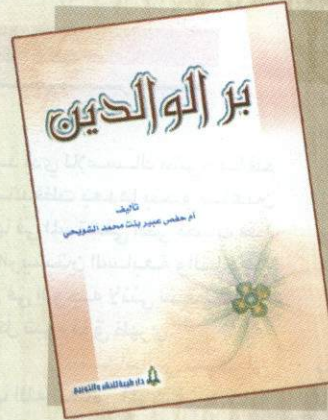 بر الوالدين
تأليف
أم حفص عبير بنت محمد الشويحي
دار طيبة للنشر والتوزيع